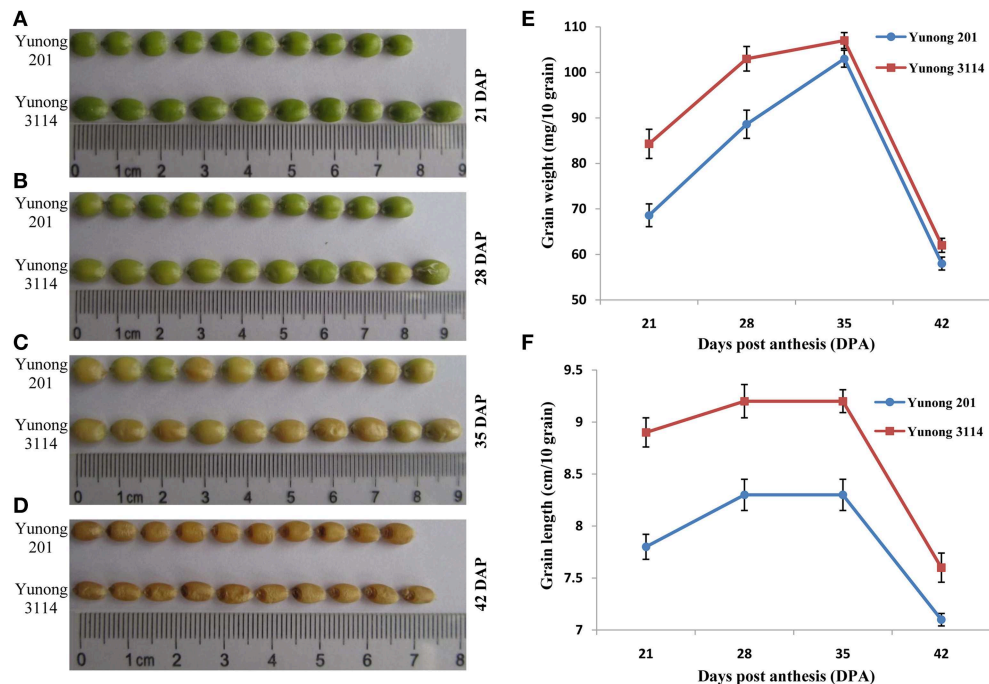 A
Yunong
201
Yunong
3114
21 DAP
0 1cm 2 3 4 5 6 7 8 9
B
Yunong
201
Yunong
3114
28 DAP
0 1cm 2 3 4 5 6 7 8 9
C
Yunong
201
Yunong
3114
35 DAP
0 1cm 2 3 4 5 6 7 8 9
D
Yunong
201
Yunong
3114
42 DAP
0 1cm 2 3 4 5 6 7 8
E
Grain weight (mg/10 grain)
110
100
90
80
70
60
50
21 28 35 42
Days post anthesis (DPA)
Yunong 201
Yunong 3114
F
Grain length (cm/10 grain)
9.5
9
8.5
8
7.5
7
21 28 35 42
Days post anthesis (DPA)
Yunong 201
Yunong 3114